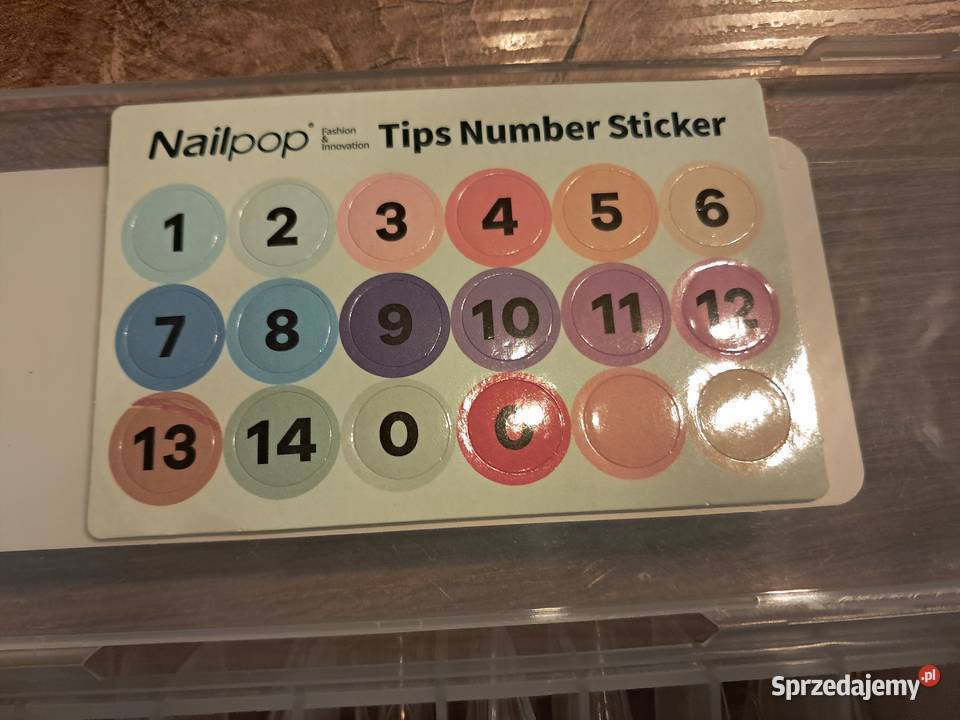 Nailpop® Fashion & Innovation Tips Number Sticker
1 2 3 4 5 6
7 8 9 10 11 12
13 14 0 0
Sprzedajemy.pl